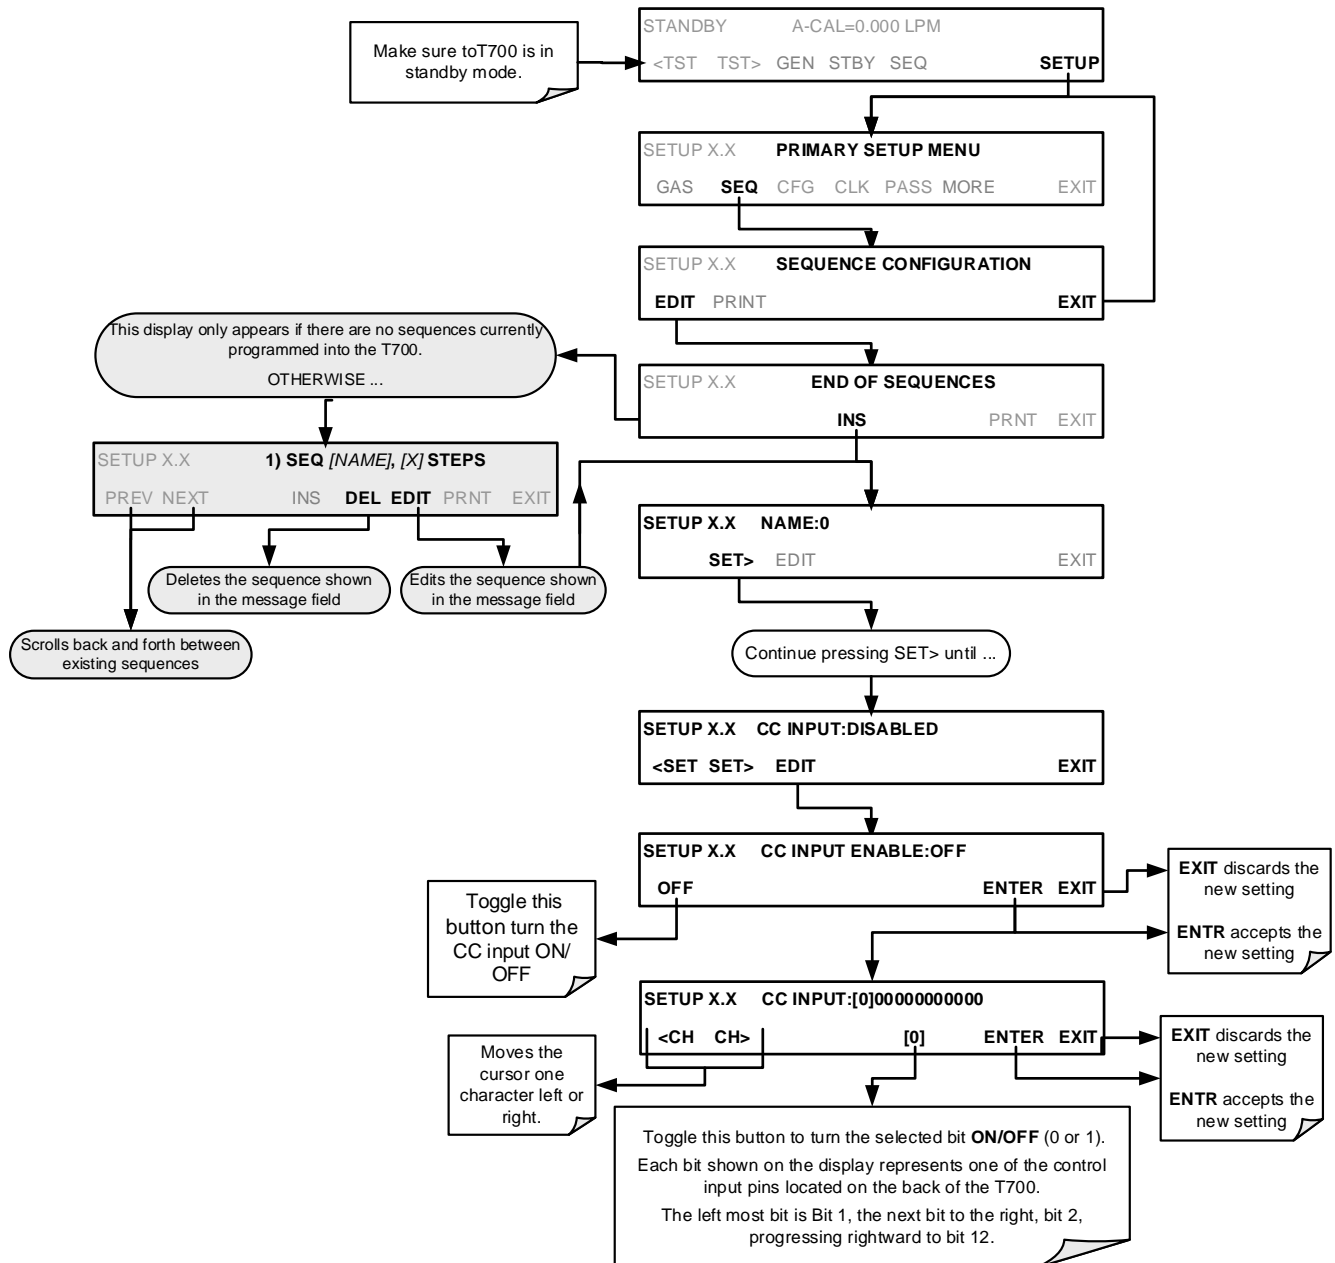 Make sure toT700 is in
standby mode.
STANDBY A-CAL=0.000 LPM
<TST TST> GEN STBY SEQ SETUP
SETUP X.X PRIMARY SETUP MENU
GAS SEQ CFG CLK PASS MORE EXIT
SETUP X.X SEQUENCE CONFIGURATION
EDIT PRINT EXIT
This display only appears if there are no sequences currently
programmed into the T700.
OTHERWISE ...
SETUP X.X END OF SEQUENCES
INS PRNT EXIT
SETUP X.X 1) SEQ [NAME], [X] STEPS
PREV NEXT INS DEL EDIT PRNT EXIT
Deletes the sequence shown
in the message field
Edits the sequence shown
in the message field
Scrolls back and forth between
existing sequences
SETUP X.X NAME:0
SET> EDIT EXIT
Continue pressing SET> until ...
SETUP X.X CC INPUT:DISABLED
<SET SET> EDIT EXIT
SETUP X.X CC INPUT ENABLE:OFF
OFF ENTER EXIT
Toggle this
button turn the
CC input ON/
OFF
EXIT discards the
new setting
ENTR accepts the
new setting
SETUP X.X CC INPUT:[0]00000000000
<CH CH> [0] ENTER EXIT
Moves the
cursor one
character left or
right.
EXIT discards the
new setting
ENTR accepts the
new setting
Toggle this button to turn the selected bit ON/OFF (0 or 1).
Each bit shown on the display represents one of the control
input pins located on the back of the T700.
The left most bit is Bit 1, the next bit to the right, bit 2,
progressing rightward to bit 12.